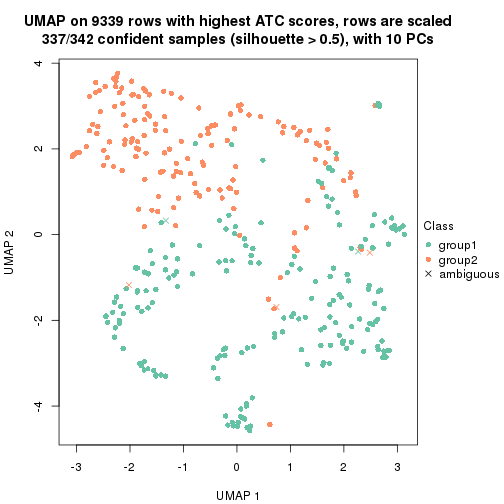 UMAP on 9339 rows with highest ATC scores, rows are scaled
337/342 confident samples (silhouette > 0.5), with 10 PCs
4
2
0
-2
-4
UMAP 2
-3 -2 -1 0 1 2 3
UMAP 1
Class
group1
group2
ambiguous